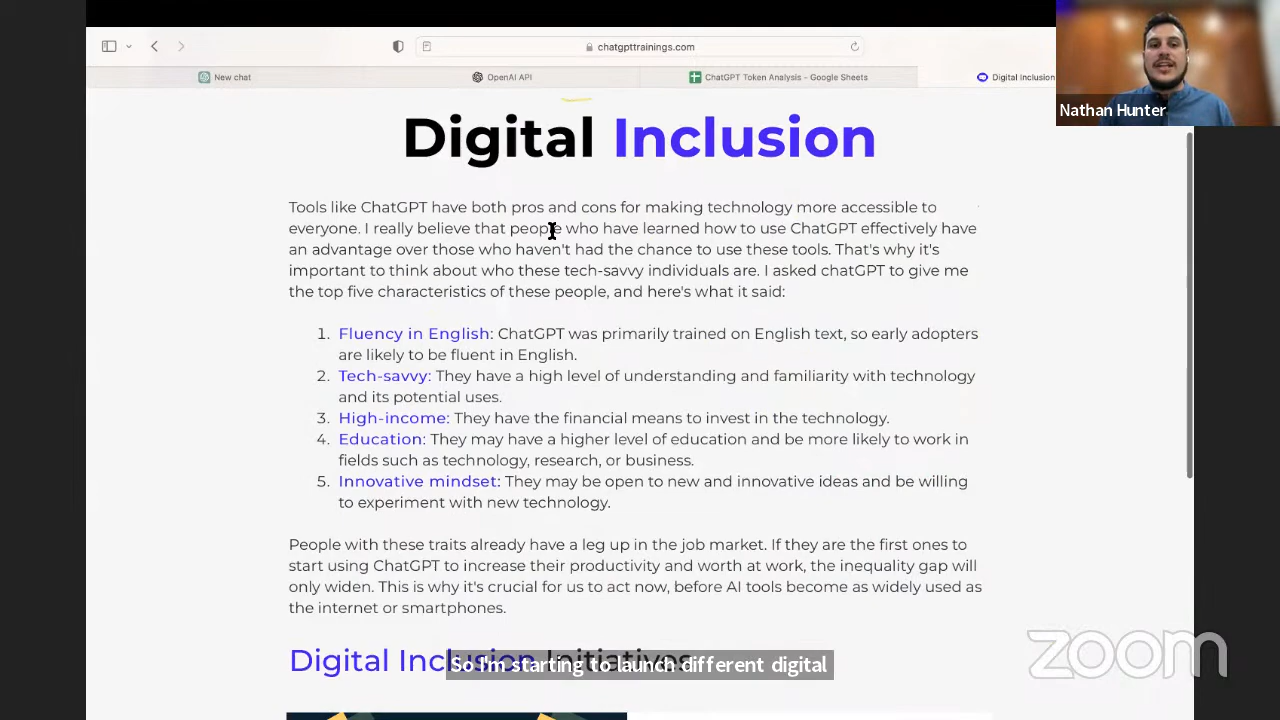 chatgpttrainings.com
New chat
OpenAI API
ChatGPT Token Analysis - Google Sheets
Digital Inclusion
Nathan Hunter
Digital Inclusion
Tools like ChatGPT have both pros and cons for making technology more accessible to
everyone. I really believe that people who have learned how to use ChatGPT effectively have
an advantage over those who haven't had the chance to use these tools. That's why it's
important to think about who these tech-savvy individuals are. I asked chatGPT to give me
the top five characteristics of these people, and here's what it said:
1. Fluency in English: ChatGPT was primarily trained on English text, so early adopters
are likely to be fluent in English.
2. Tech-savvy: They have a high level of understanding and familiarity with technology
and its potential uses.
3. High-income: They have the financial means to invest in the technology.
4. Education: They may have a higher level of education and be more likely to work in
fields such as technology, research, or business.
5. Innovative mindset: They may be open to new and innovative ideas and be willing
to experiment with new technology.
People with these traits already have a leg up in the job market. If they are the first ones to
start using ChatGPT to increase their productivity and worth at work, the inequality gap will
only widen. This is why it's crucial for us to act now, before AI tools become as widely used as
the internet or smartphones.
Digital Inclusion Initiatives
So I'm starting to launch different digital
zoom